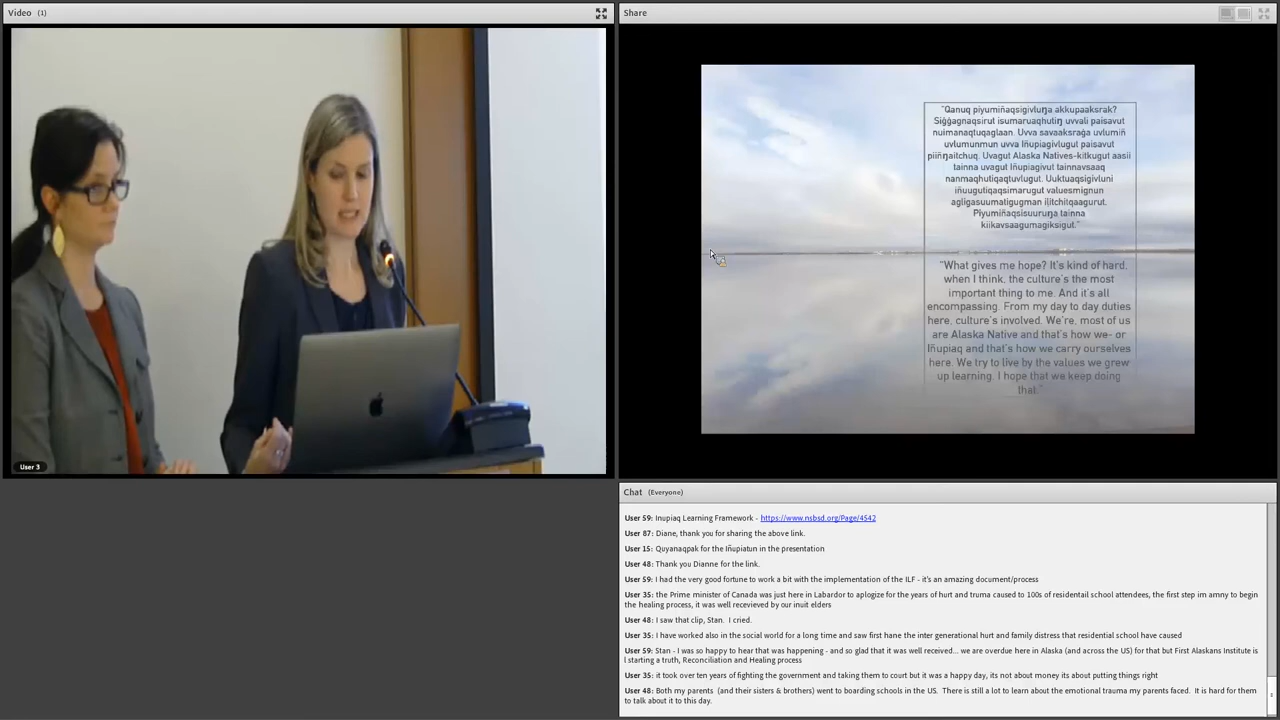 Video (1)
User 3
Share
"Qanuq piyumiñaqsigivluŋa akkupaaksrak?
Siġġagnaqsirut isumaruaqhutiŋ uvvali paisavut
nuimanaqtuqaglaan. Uvva savaaksraġa uvlumiñ
uvlumunmun uvva Iñupiagivlugut paisavut
piiñŋaitchuq. Uvagut Alaska Natives-kitkugut aasii
tainna uvagut Iñupiagivut tainnavsaaq
nanmaqhutiqaqtuvlugut. Uuktuaqsigivluni
iñuugutiqaqsimarugut valuesmignun
agligasuumatigugman iḷitchitqaagurut.
Piyumiñaqsisuuruŋa tainna
kiikavsaagumagiksigut."
"What gives me hope? It's kind of hard,
when I think, the culture's the most
important thing to me. And it's all
encompassing. From my day to day duties
here, culture's involved. We're, most of us
are Alaska Native and that's how we- or
Iñupiaq and that's how we carry ourselves
here. We try to live by the values we grew
up learning. I hope that we keep doing
that."
Chat (Everyone)
User 59: Inupiaq Learning Framework - https://www.nsbsd.org/Page/4542
User 87: Diane, thank you for sharing the above link.
User 15: Quyanaqpak for the Iñupiatun in the presentation
User 48: Thank you Dianne for the link.
User 59: I had the very good fortune to work a bit with the implementation of the ILF - it's an amazing document/process
User 35: the Prime minister of Canada was just here in Labardor to aplogize for the years of hurt and truma caused to 100s of residentail school attendees, the first step im amny to begin
the healing process, it was well recevieved by our inuit elders
User 48: I saw that clip, Stan. I cried.
User 35: I have worked also in the social world for a long time and saw first hane the inter generational hurt and family distress that residential school have caused
User 59: Stan - I was so happy to hear that was happening - and so glad that it was well received... we are overdue here in Alaska (and across the US) for that but First Alaskans Institute is
l starting a truth, Reconciliation and Healing process
User 35: it took over ten years of fighting the government and taking them to court but it was a happy day, its not about money its about putting things right
User 48: Both my parents (and their sisters & brothers) went to boarding schools in the US. There is still a lot to learn about the emotional trauma my parents faced. It is hard for them
to talk about it to this day.